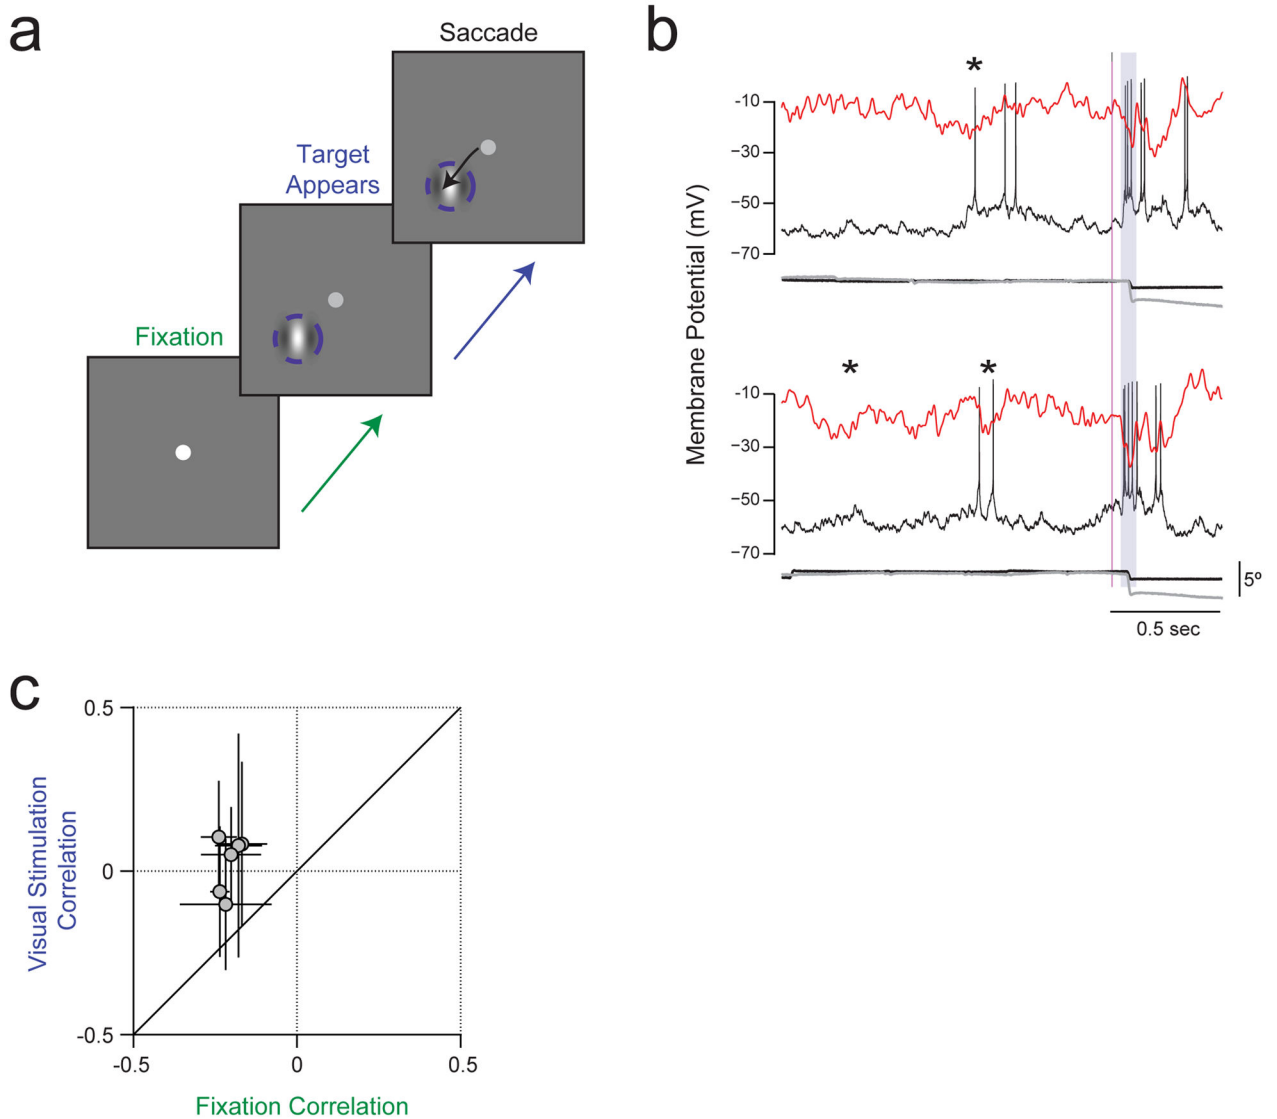 a
Saccade
Target
Appears
Fixation
b
*
-10
−30
−50
−70
Membrane Potential (mV)
* *
-10
−30
−50
−70
5º
0.5 sec
c
0.5
0
-0.5
-0.5 0 0.5
Visual Stimulation
Correlation
Fixation Correlation